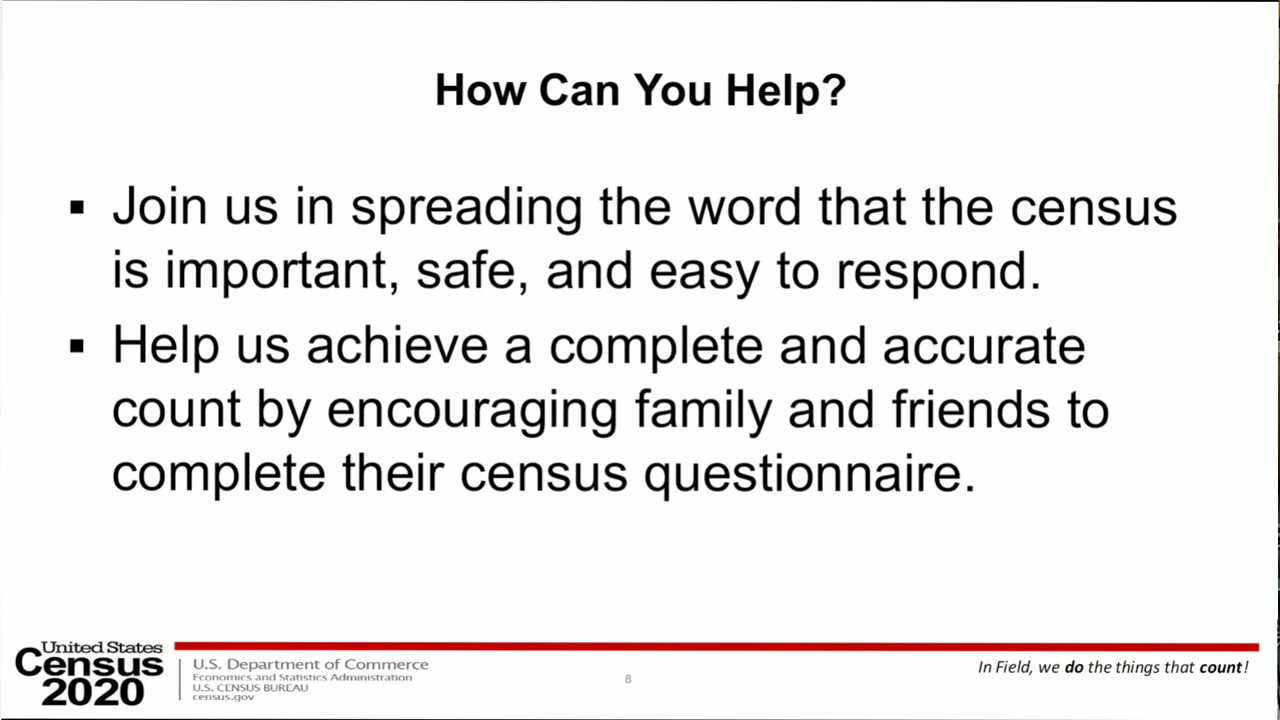 How Can You Help?
▪ Join us in spreading the word that the census
is important, safe, and easy to respond.
▪ Help us achieve a complete and accurate
count by encouraging family and friends to
complete their census questionnaire.
United States
Census
2020
U.S. Department of Commerce
Economics and Statistics Administration
U.S. CENSUS BUREAU
census.gov
8
In Field, we do the things that count!